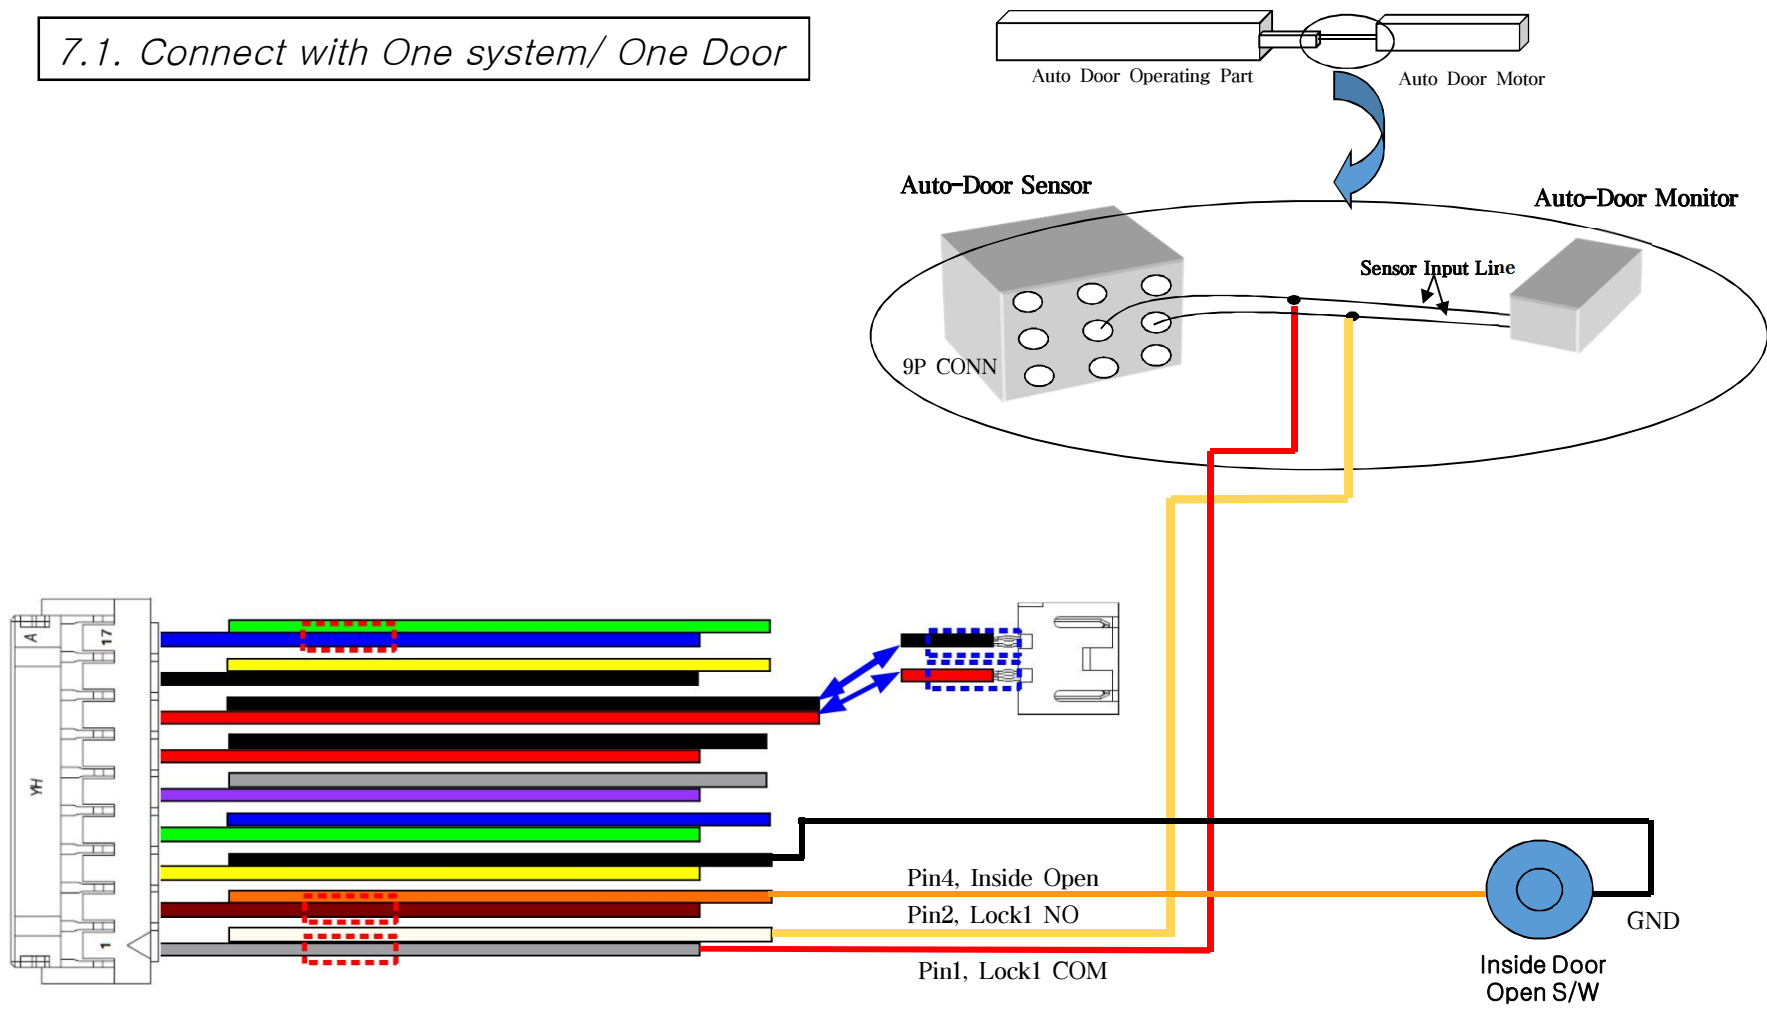 7.1. Connect with One system/ One Door
Auto Door Operating Part
Auto Door Motor
Auto-Door Sensor
Auto-Door Monitor
Sensor Input Line
9P CONN
A
17
YH
1
Pin4, Inside Open
Pin2, Lock1 NO
Pin1, Lock1 COM
GND
Inside Door
Open S/W